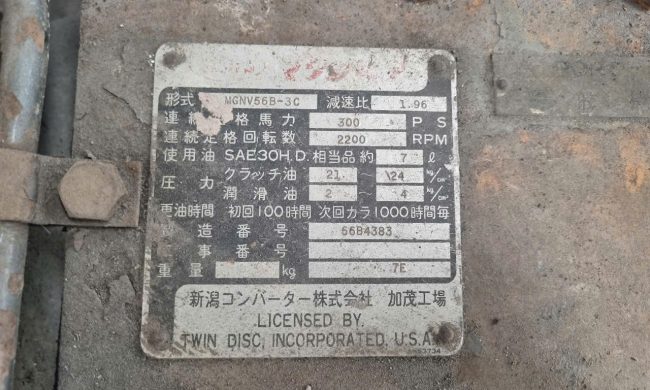 形式 MGNV56B-3C 減速比 1.96
連続 格馬力 300 PS
連続定格回転数 2200 RPM
使用油 SAE30H.D.相当品約 7 ℓ
圧力 クラッチ油 21 ~ 24 kg/cm²
潤滑油 2 ~ 4 kg/cm²
更油時間 初回100時間 次回カラ1000時間毎
造番号 56B4383
事番号
重量 kg 7E
新潟コンバーター株式会社 加茂工場
LICENSED BY.
TWIN DISC, INCORPORATED, U.S.A.